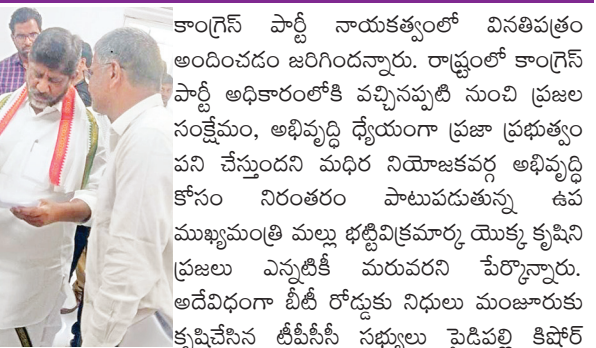 కాంగ్రెస్ పార్టీ నాయకత్వంలో వినతిపత్రం
అందించడం జరిగిందన్నారు. రాష్ట్రంలో కాంగ్రెస్
పార్టీ అధికారంలోకి వచ్చినప్పటి నుంచి ప్రజల
సంక్షేమం, అభివృద్ధి ధ్యేయంగా ప్రజా ప్రభుత్వం
పని చేస్తుందని మధిర నియోజకవర్గ అభివృద్ధి
కోసం నిరంతరం పాటుపడుతున్న ఉప
ముఖ్యమంత్రి మల్లు భట్టివిక్రమార్క యొక్క కృషిని
ప్రజలు ఎన్నటికీ మరువరని పేర్కొన్నారు.
అదేవిధంగా బీటీ రోడ్డుకు నిధులు మంజూరుకు
కృషిచేసిన టీపీసీసీ సభ్యులు పైడిపల్లి కిషోర్